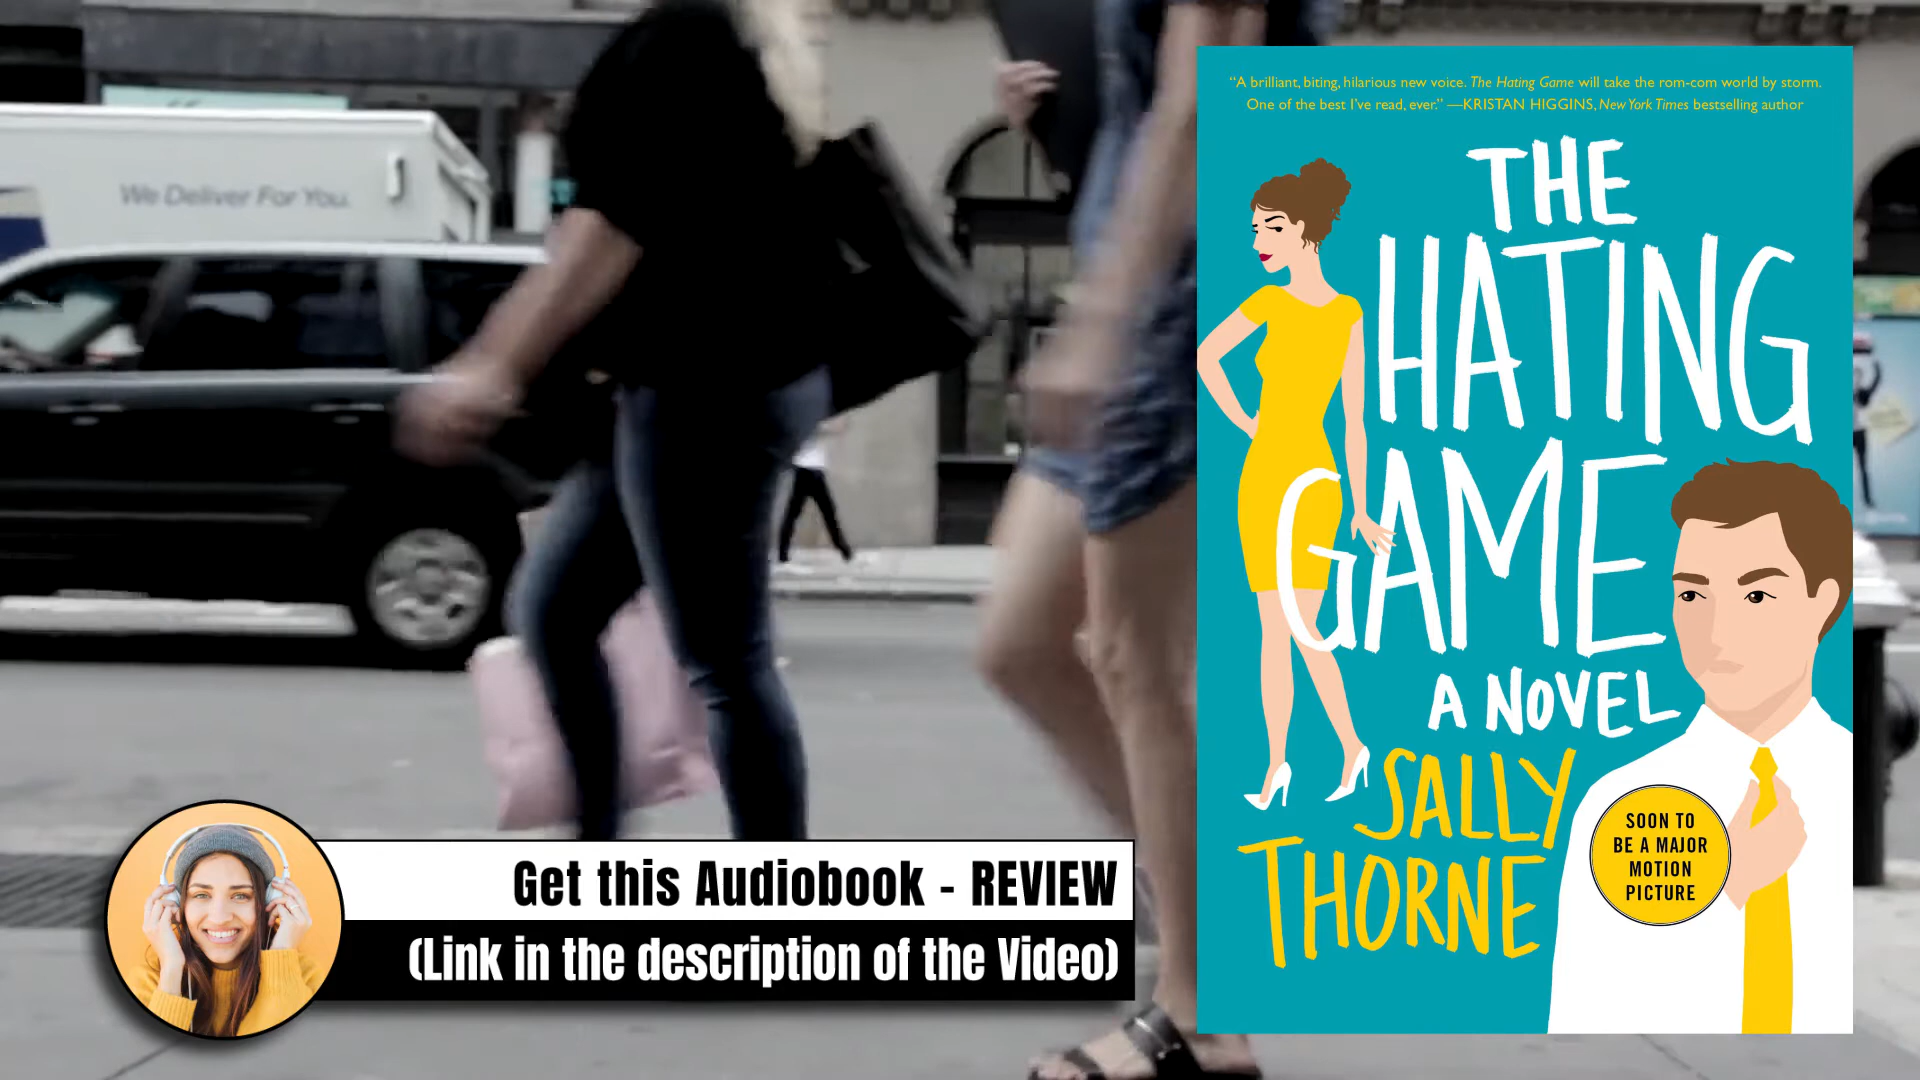 We Deliver For You.
“A brilliant, biting, hilarious new voice. The Hating Game will take the rom-com world by storm.
One of the best I’ve read, ever.” —KRISTAN HIGGINS, New York Times bestselling author
THE
HATING
GAME
A NOVEL
SALLY
THORNE
SOON TO
BE A MAJOR
MOTION
PICTURE
Get this Audiobook - REVIEW
(Link in the description of the Video)